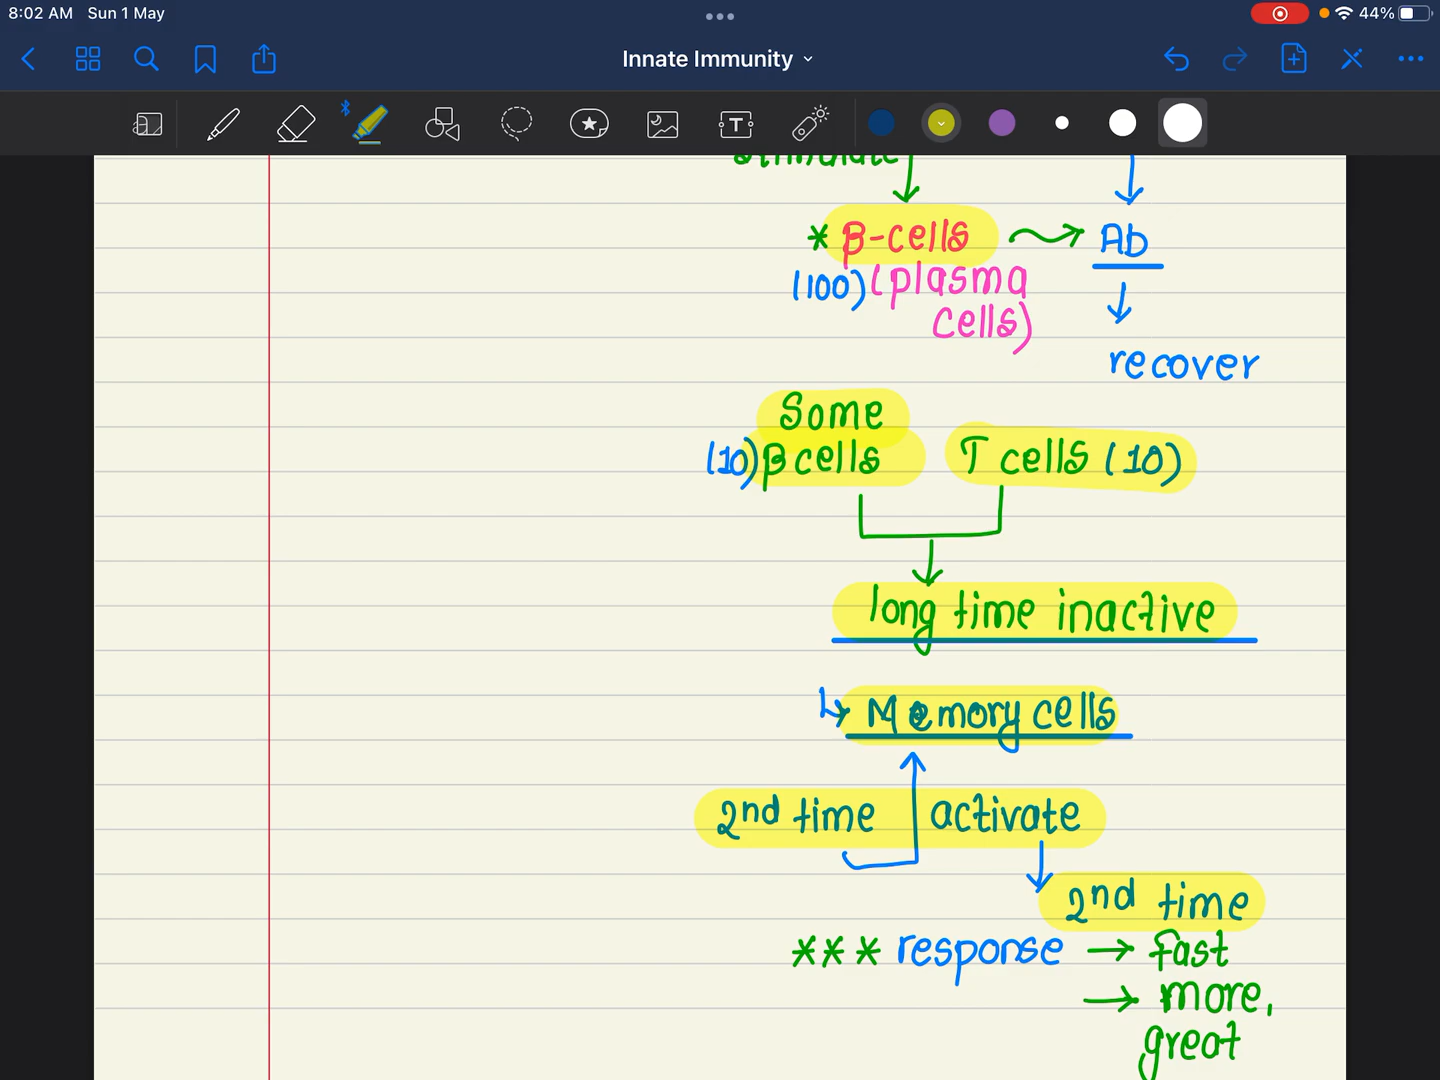 8:02 AM Sun 1 May
44%
Innate Immunity
T
stimulate
* B-cells Ab
(100) (plasma
cells)
recover
Some
(10) B cells T cells (10)
long time inactive
Memory cells
2nd time activate
2nd time
*** response → fast
→ more,
great